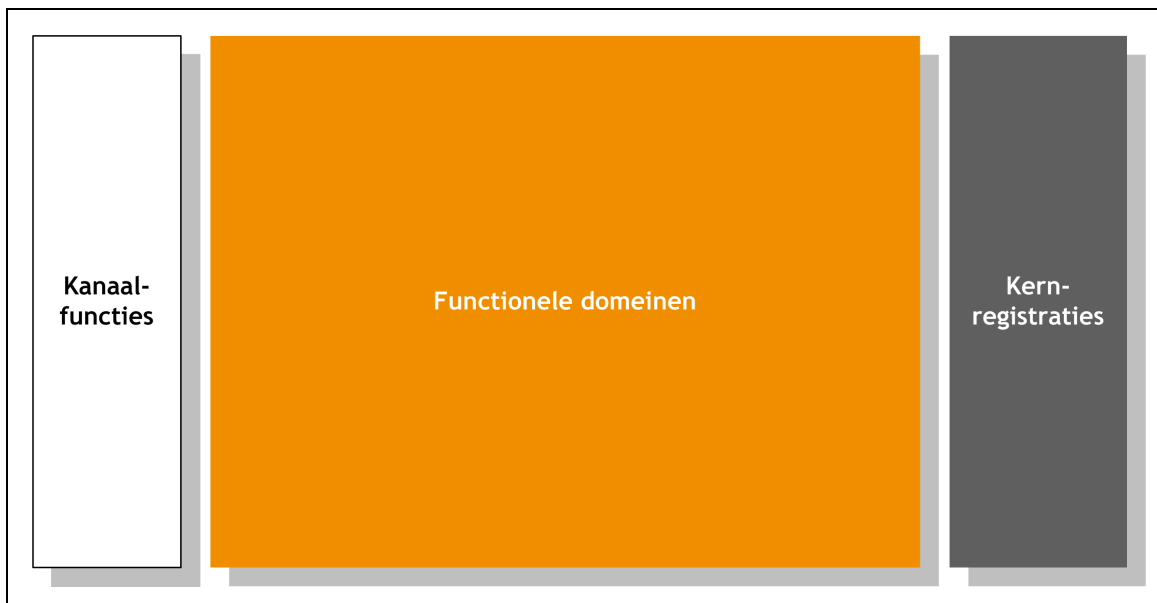 Kanaal-
functies
Functionele domeinen
Kern-
registraties